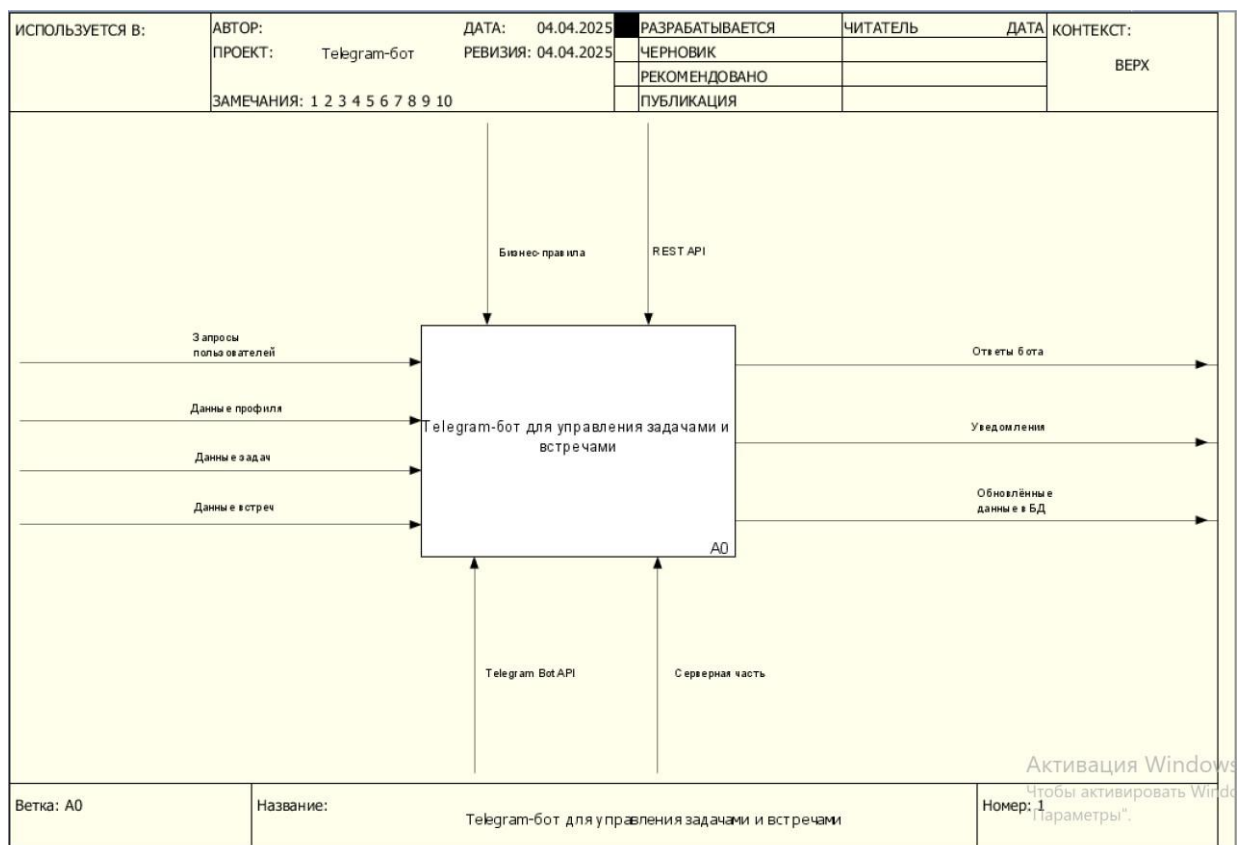 ИСПОЛЬЗУЕТСЯ В:
АВТОР:
ДАТА: 04.04.2025
РАЗРАБАТЫВАЕТСЯ
ЧИТАТЕЛЬ
ДАТА
КОНТЕКСТ:
ПРОЕКТ: Telegram-бот
РЕВИЗИЯ: 04.04.2025
ЧЕРНОВИК
ВЕРХ
РЕКОМЕНДОВАНО
ЗАМЕЧАНИЯ: 1 2 3 4 5 6 7 8 9 10
ПУБЛИКАЦИЯ
Бизнес-правила
REST API
Запросы
пользователей
Данные профиля
Данные задач
Данные встреч
Telegram-бот для управления задачами и
встречами
A0
Ответы бота
Уведомления
Обновлённые
данные в БД
Telegram Bot API
Серверная часть
Активация Windows
Чтобы активировать Windo
"Параметры".
Ветка: A0
Название:
Telegram-бот для управления задачами и встречами
Номер: 1